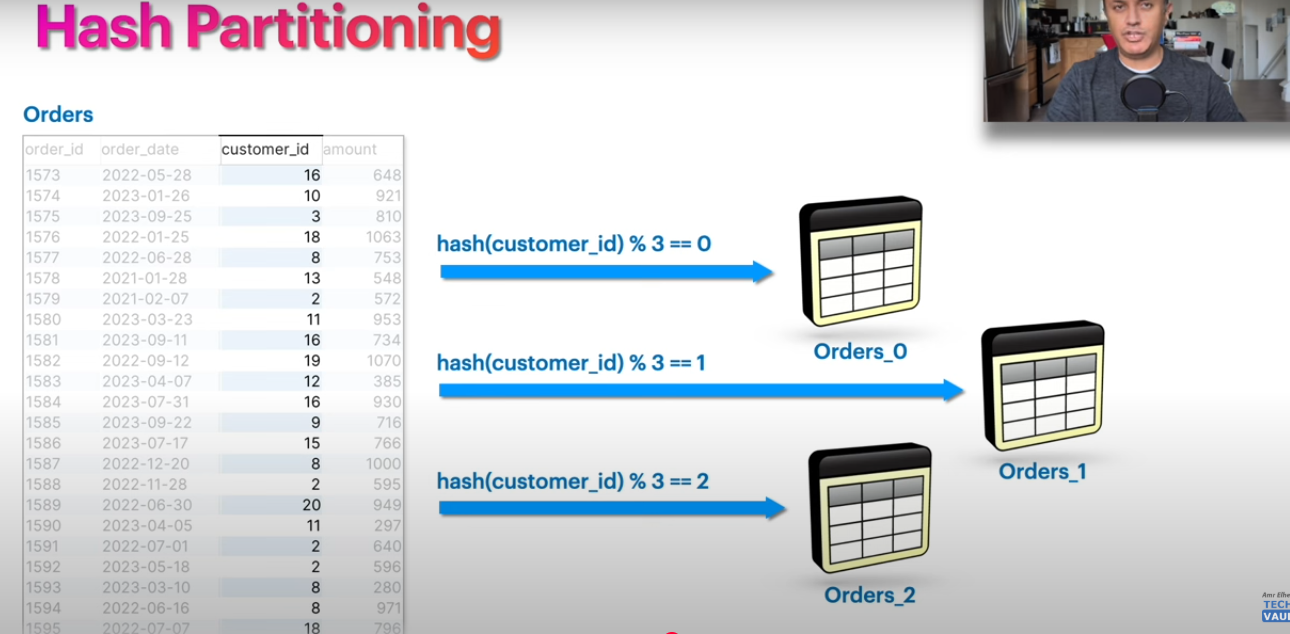 Hash Partitioning
Orders
order_id order_date customer_id amount
1573 2022-05-28 16 648
1574 2023-01-26 10 921
1575 2023-09-25 3 810
1576 2022-01-25 18 1063
1577 2022-06-28 8 753
1578 2021-01-28 13 548
1579 2021-02-07 2 572
1580 2023-03-23 11 953
1581 2023-09-11 16 734
1582 2022-09-12 19 1070
1583 2023-04-07 12 385
1584 2023-07-31 16 930
1585 2023-09-22 9 716
1586 2023-07-17 15 766
1587 2022-12-20 8 1000
1588 2022-11-28 2 595
1589 2022-06-30 20 949
1590 2023-04-05 11 297
1591 2022-07-01 2 640
1592 2023-05-18 2 596
1593 2023-03-10 8 280
1594 2022-06-16 8 971
1595 2022-07-07 18 796
hash(customer_id) % 3 == 0
Orders_0
hash(customer_id) % 3 == 1
Orders_1
hash(customer_id) % 3 == 2
Orders_2
Amr Elhe
TECH
VAUL